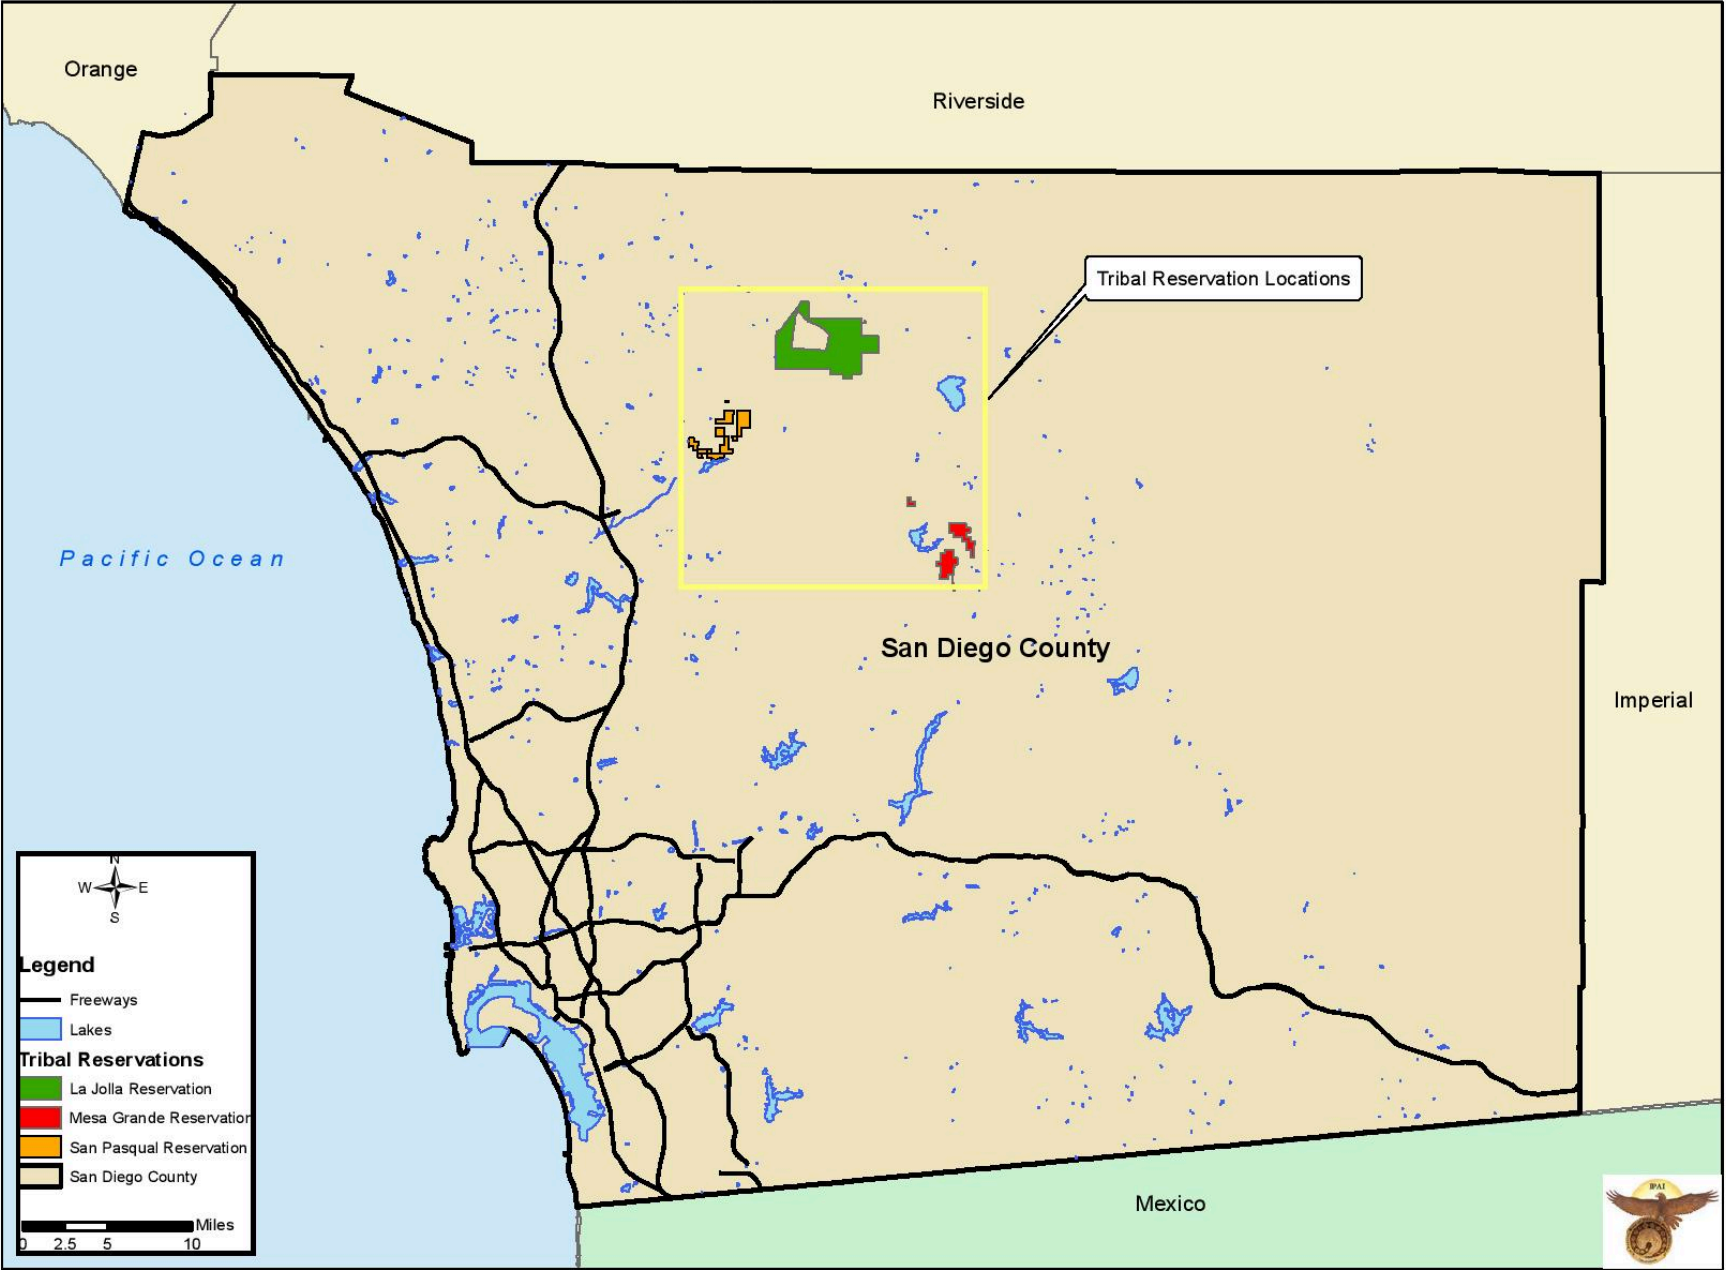 Orange
Riverside
Tribal Reservation Locations
Pacific Ocean
San Diego County
Imperial
Mexico
N
W E
S
Legend
Freeways
Lakes
Tribal Reservations
La Jolla Reservation
Mesa Grande Reservation
San Pasqual Reservation
San Diego County
Miles
0 2.5 5 10
IPAI